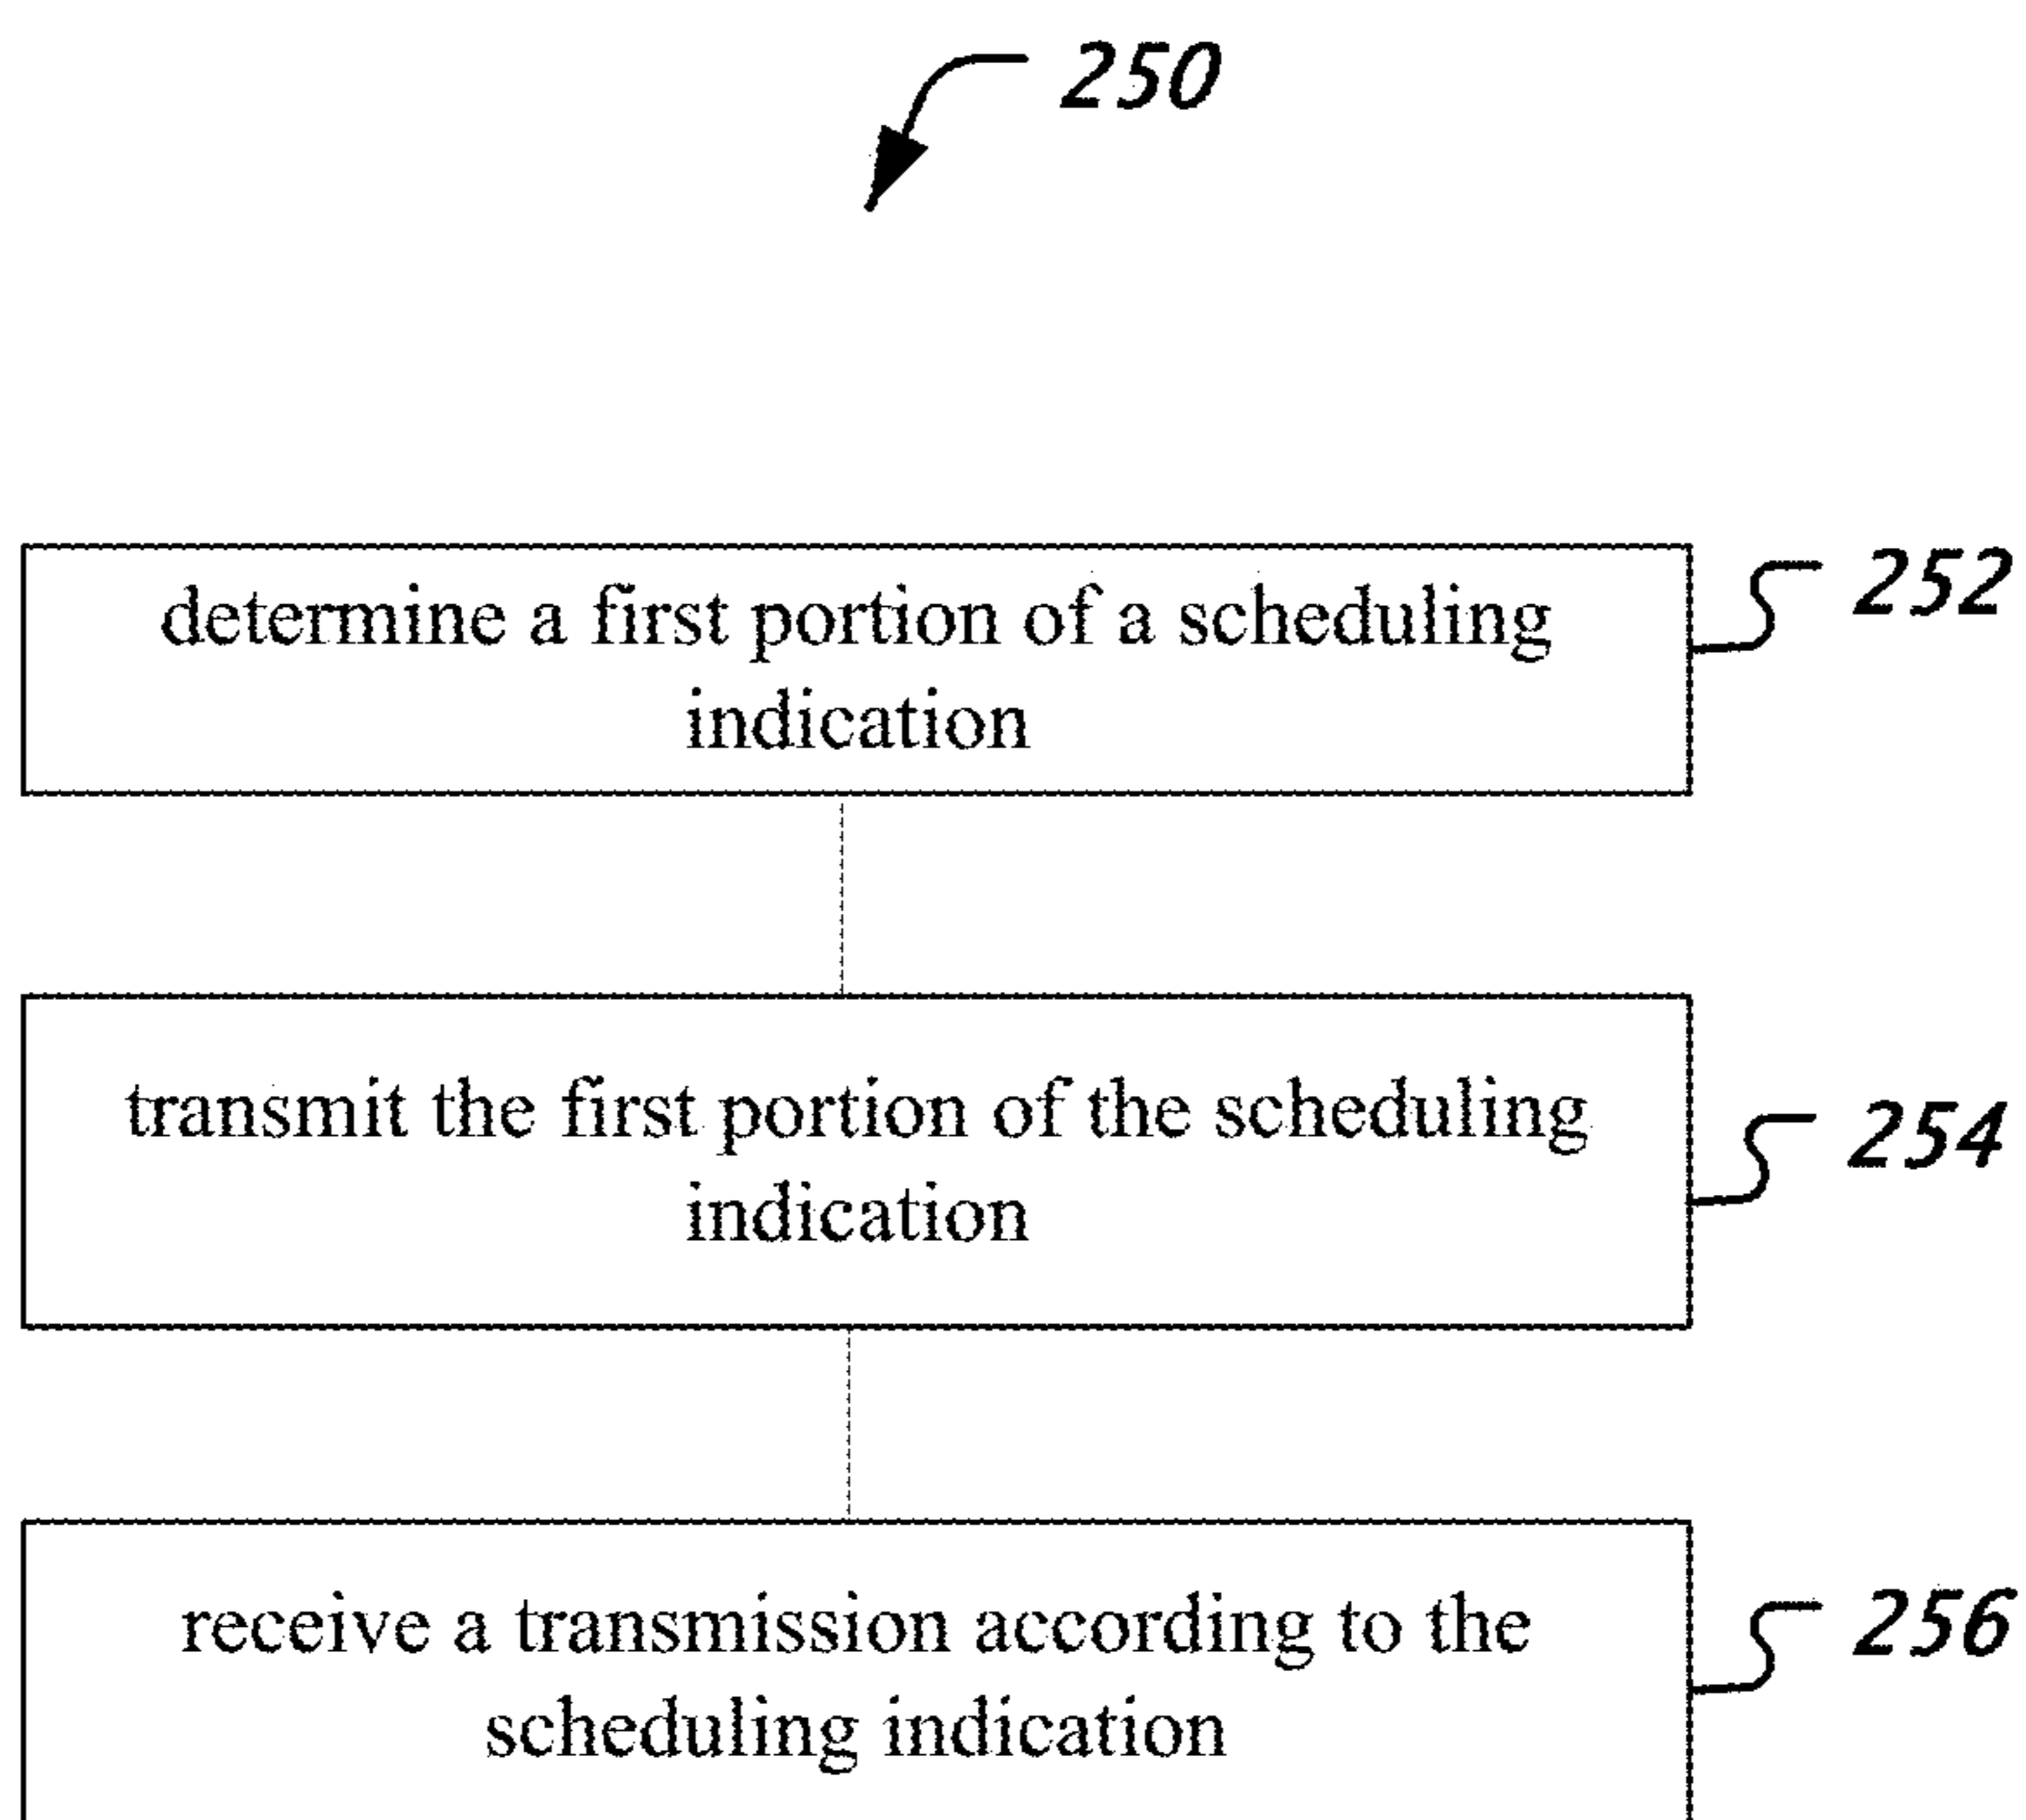 250
determine a first portion of a scheduling
indication
252
transmit the first portion of the scheduling
indication
254
receive a transmission according to the
scheduling indication
256